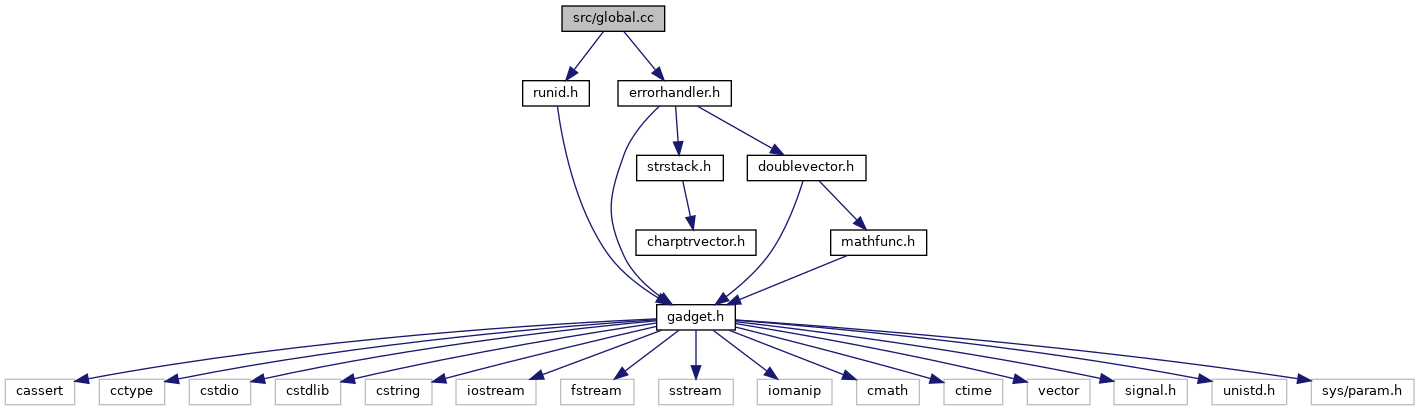 src/global.cc
runid.h
errorhandler.h
strstack.h
doublevector.h
charptrvector.h
mathfunc.h
gadget.h
cassert
cctype
cstdio
cstdlib
cstring
iostream
fstream
sstream
iomanip
cmath
ctime
vector
signal.h
unistd.h
sys/param.h